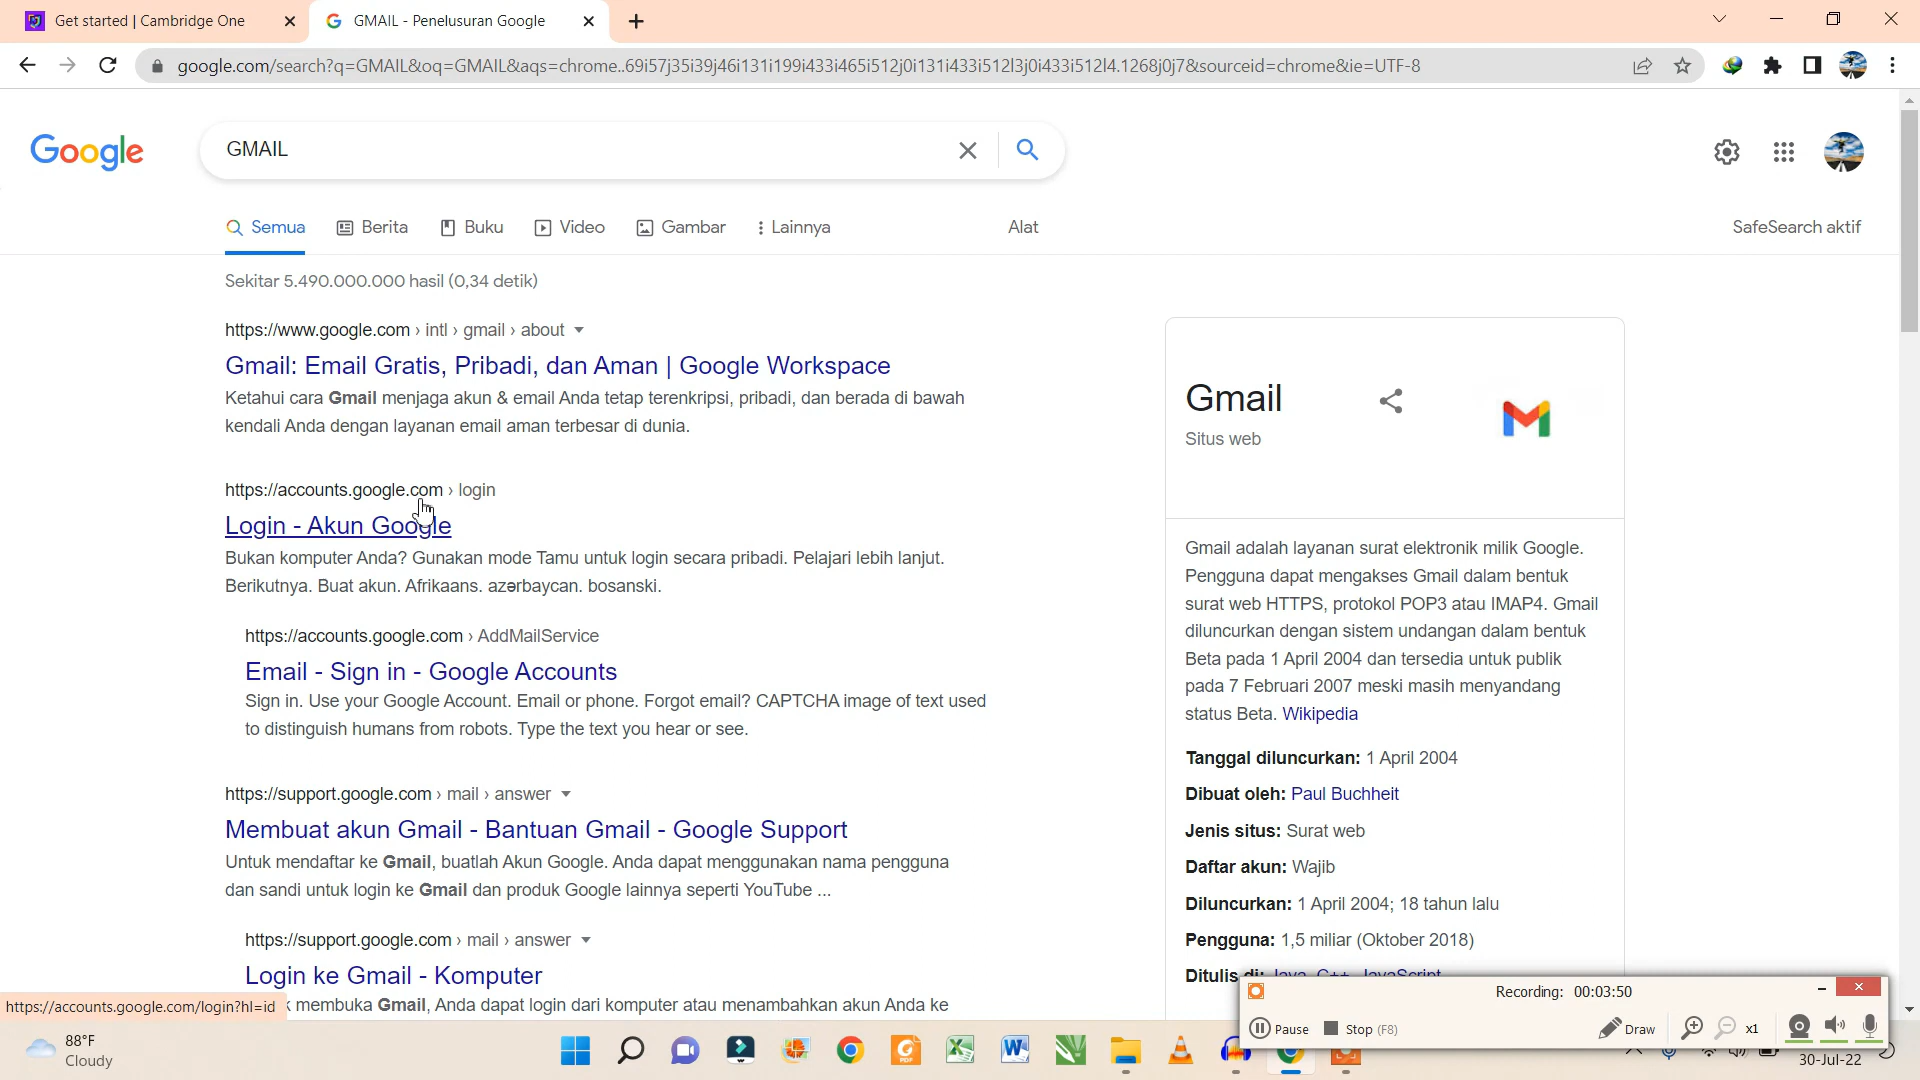 Get started | Cambridge One
GMAIL - Penelusuran Google
google.com/search?q=GMAIL&oq=GMAIL&aqs=chrome..69i57j35i39j46i131i199i433i465i512j0i131i433i512l3j0i433i512l4.1268j0j7&sourceid=chrome&ie=UTF-8
Google
GMAIL
Semua
Berita
Buku
Video
Gambar
Lainnya
Alat
SafeSearch aktif
Sekitar 5.490.000.000 hasil (0,34 detik)
https://www.google.com › intl › gmail › about
Gmail: Email Gratis, Pribadi, dan Aman | Google Workspace
Ketahui cara Gmail menjaga akun & email Anda tetap terenkripsi, pribadi, dan berada di bawah
kendali Anda dengan layanan email aman terbesar di dunia.
https://accounts.google.com › login
Login - Akun Google
Bukan komputer Anda? Gunakan mode Tamu untuk login secara pribadi. Pelajari lebih lanjut.
Berikutnya. Buat akun. Afrikaans. azərbaycan. bosanski.
https://accounts.google.com › AddMailService
Email - Sign in - Google Accounts
Sign in. Use your Google Account. Email or phone. Forgot email? CAPTCHA image of text used
to distinguish humans from robots. Type the text you hear or see.
https://support.google.com › mail › answer
Membuat akun Gmail - Bantuan Gmail - Google Support
Untuk mendaftar ke Gmail, buatlah Akun Google. Anda dapat menggunakan nama pengguna
dan sandi untuk login ke Gmail dan produk Google lainnya seperti YouTube ...
https://support.google.com › mail › answer
Login ke Gmail - Komputer
k membuka Gmail, Anda dapat login dari komputer atau menambahkan akun Anda ke
Gmail
Situs web
Gmail adalah layanan surat elektronik milik Google.
Pengguna dapat mengakses Gmail dalam bentuk
surat web HTTPS, protokol POP3 atau IMAP4. Gmail
diluncurkan dengan sistem undangan dalam bentuk
Beta pada 1 April 2004 dan tersedia untuk publik
pada 7 Februari 2007 meski masih menyandang
status Beta. Wikipedia
Tanggal diluncurkan: 1 April 2004
Dibuat oleh: Paul Buchheit
Jenis situs: Surat web
Daftar akun: Wajib
Diluncurkan: 1 April 2004; 18 tahun lalu
Pengguna: 1,5 miliar (Oktober 2018)
Ditulis di: Java, C++, JavaScript
https://accounts.google.com/login?hl=id
Recording: 00:03:50
Pause
Stop (F8)
Draw
x1
88°F
Cloudy
PDF
30-Jul-22